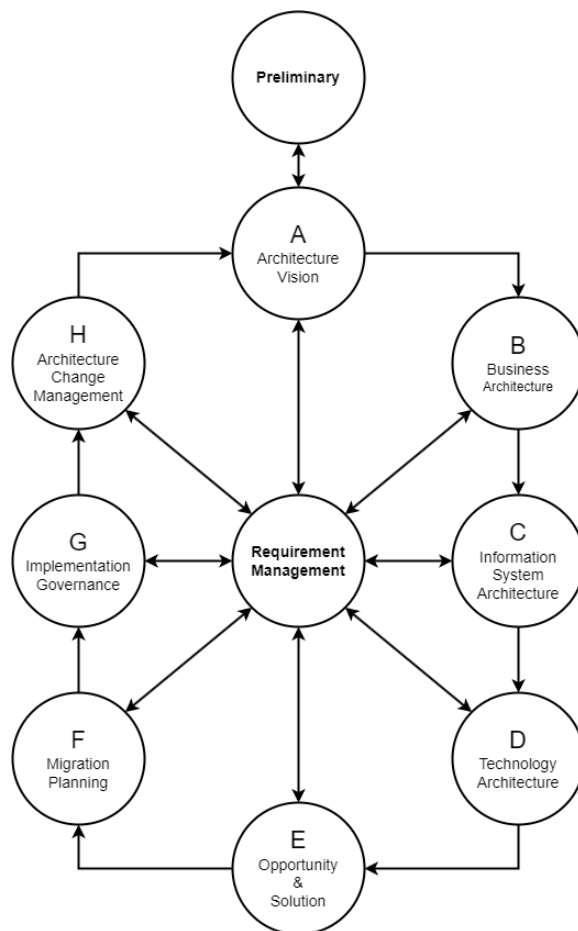 Preliminary
A
Architecture
Vision
H
Architecture
Change
Management
B
Business
Architecture
G
Implementation
Governance
Requirement
Management
C
Information
System
Architecture
F
Migration
Planning
D
Technology
Architecture
E
Opportunity
&
Solution